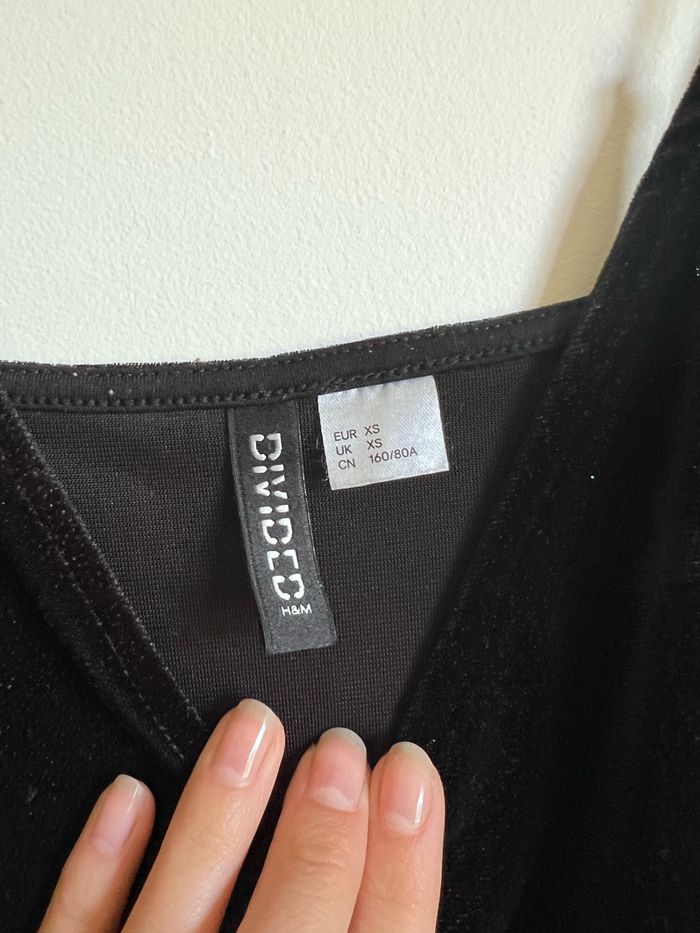 DIVIDED
H&M
EUR XS
UK XS
CN 160/80A